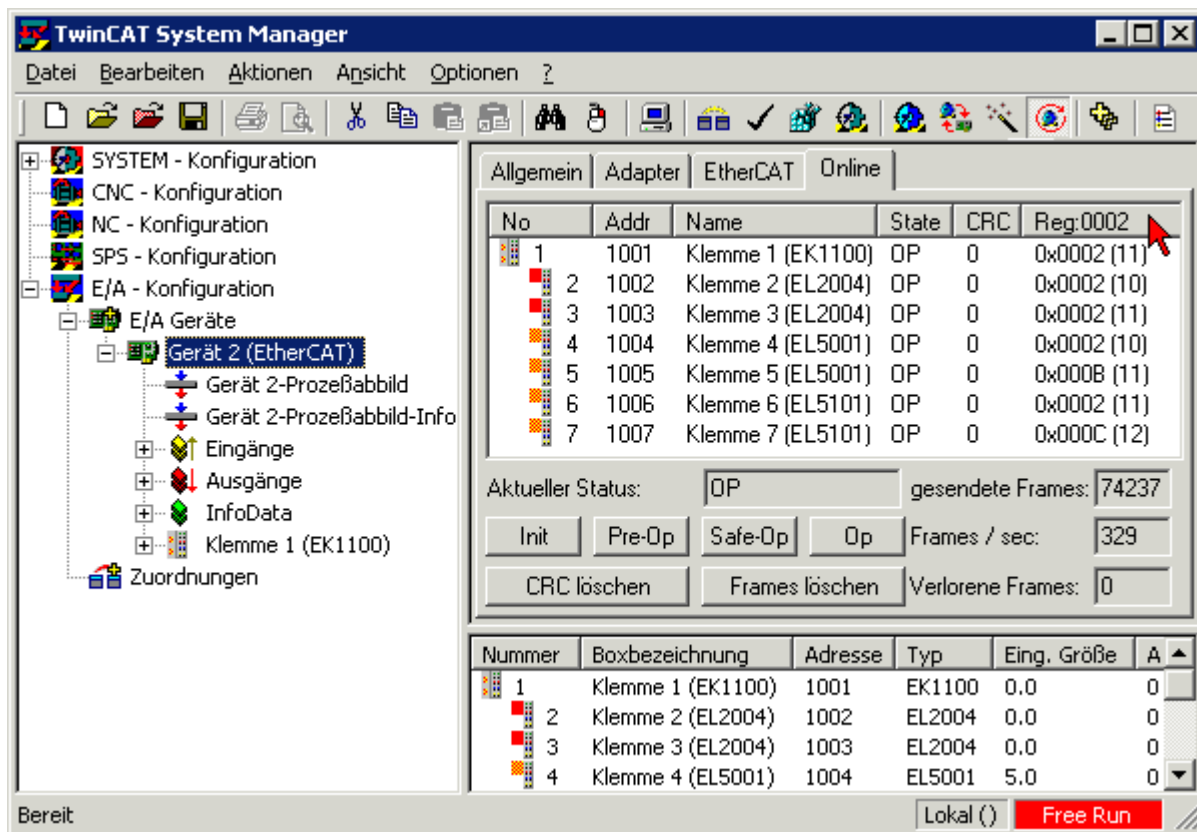 TwinCAT System Manager
Datei Bearbeiten Aktionen Ansicht Optionen ?
SYSTEM - Konfiguration
CNC - Konfiguration
NC - Konfiguration
SPS - Konfiguration
E/A - Konfiguration
E/A Geräte
Gerät 2 (EtherCAT)
Gerät 2-Prozeßabbild
Gerät 2-Prozeßabbild-Info
Eingänge
Ausgänge
InfoData
Klemme 1 (EK1100)
Zuordnungen
Allgemein Adapter EtherCAT Online
No Addr Name State CRC Reg:0002
1 1001 Klemme 1 (EK1100) OP 0 0x0002 (11)
2 1002 Klemme 2 (EL2004) OP 0 0x0002 (10)
3 1003 Klemme 3 (EL2004) OP 0 0x0002 (11)
4 1004 Klemme 4 (EL5001) OP 0 0x0002 (10)
5 1005 Klemme 5 (EL5001) OP 0 0x000B (11)
6 1006 Klemme 6 (EL5101) OP 0 0x0002 (11)
7 1007 Klemme 7 (EL5101) OP 0 0x000C (12)
Aktueller Status: OP gesendete Frames: 74237
Init Pre-Op Safe-Op Op Frames / sec: 329
CRC löschen Frames löschen Verlorene Frames: 0
Nummer Boxbezeichnung Adresse Typ Eing. Größe A
1 Klemme 1 (EK1100) 1001 EK1100 0.0 0
2 Klemme 2 (EL2004) 1002 EL2004 0.0 0
3 Klemme 3 (EL2004) 1003 EL2004 0.0 0
4 Klemme 4 (EL5001) 1004 EL5001 5.0 0
Bereit Lokal () Free Run